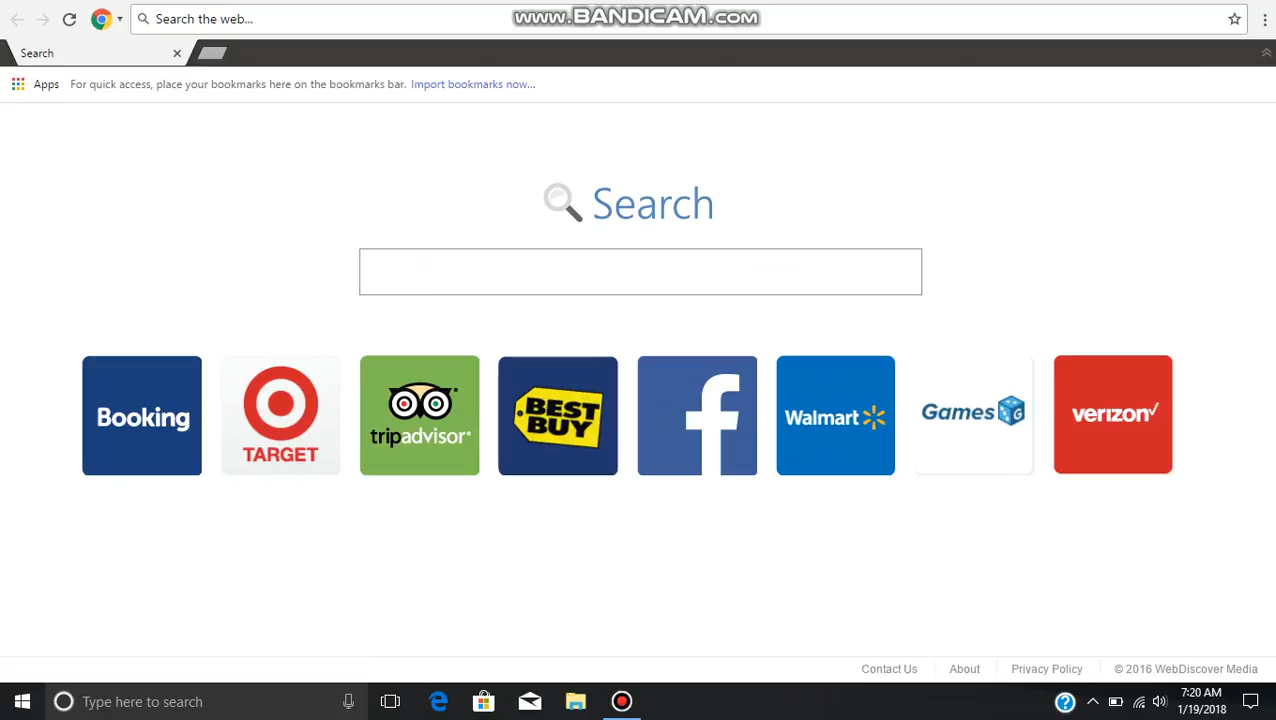 Search the web...
www.BANDICAM.com
Search
Apps For quick access, place your bookmarks here on the bookmarks bar. Import bookmarks now...
Search
Booking
TARGET
tripadvisor
BEST BUY
f
Walmart
Games G
verizon
Contact Us About Privacy Policy © 2016 WebDiscover Media
Type here to search
7:20 AM
1/19/2018